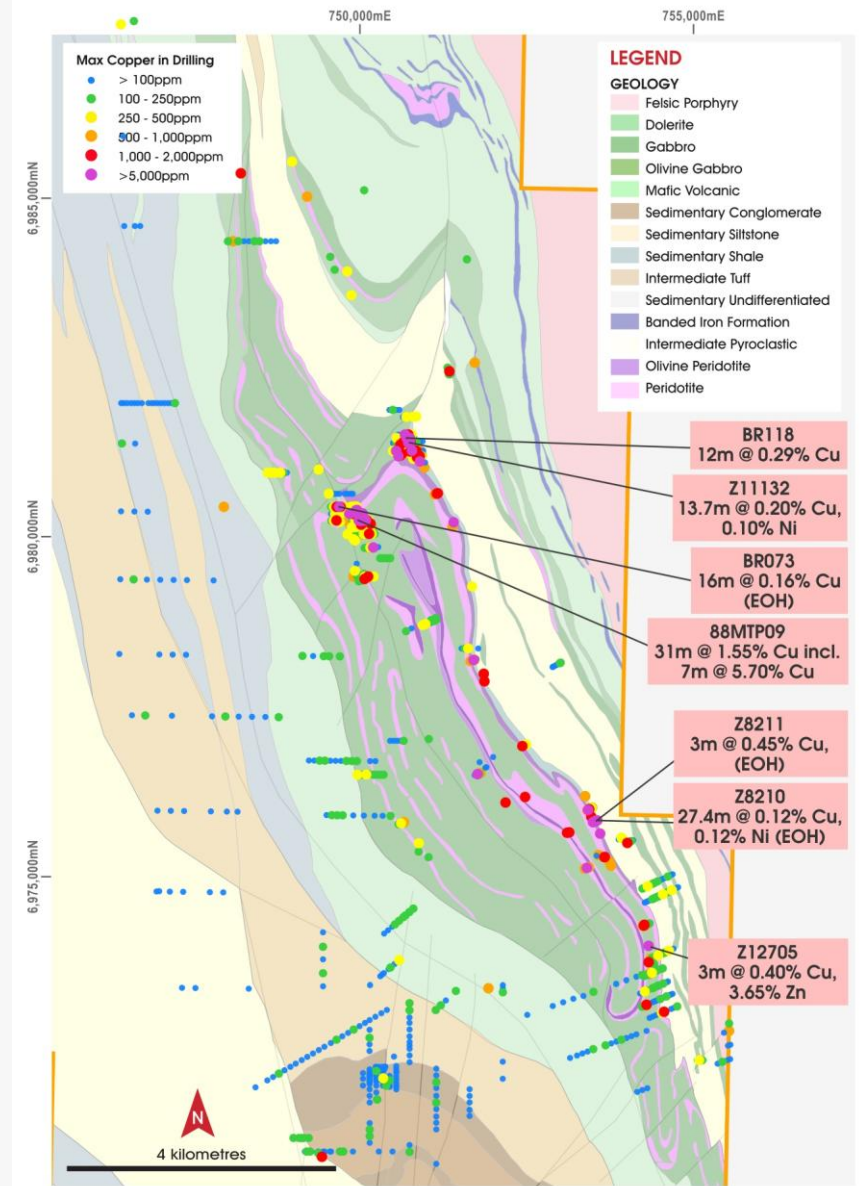 750,000mE
755,000mE
6,985,000mN
6,980,000mN
6,975,000mN
Max Copper in Drilling
> 100ppm
100 - 250ppm
250 - 500ppm
500 - 1,000ppm
1,000 - 2,000ppm
>5,000ppm
LEGEND
GEOLOGY
Felsic Porphyry
Dolerite
Gabbro
Olivine Gabbro
Mafic Volcanic
Sedimentary Conglomerate
Sedimentary Siltstone
Sedimentary Shale
Intermediate Tuff
Sedimentary Undifferentiated
Banded Iron Formation
Intermediate Pyroclastic
Olivine Peridotite
Peridotite
BR118
12m @ 0.29% Cu
Z11132
13.7m @ 0.20% Cu,
0.10% Ni
BR073
16m @ 0.16% Cu
(EOH)
88MTP09
31m @ 1.55% Cu incl.
7m @ 5.70% Cu
Z8211
3m @ 0.45% Cu,
(EOH)
Z8210
27.4m @ 0.12% Cu,
0.12% Ni (EOH)
Z12705
3m @ 0.40% Cu,
3.65% Zn
N
4 kilometres